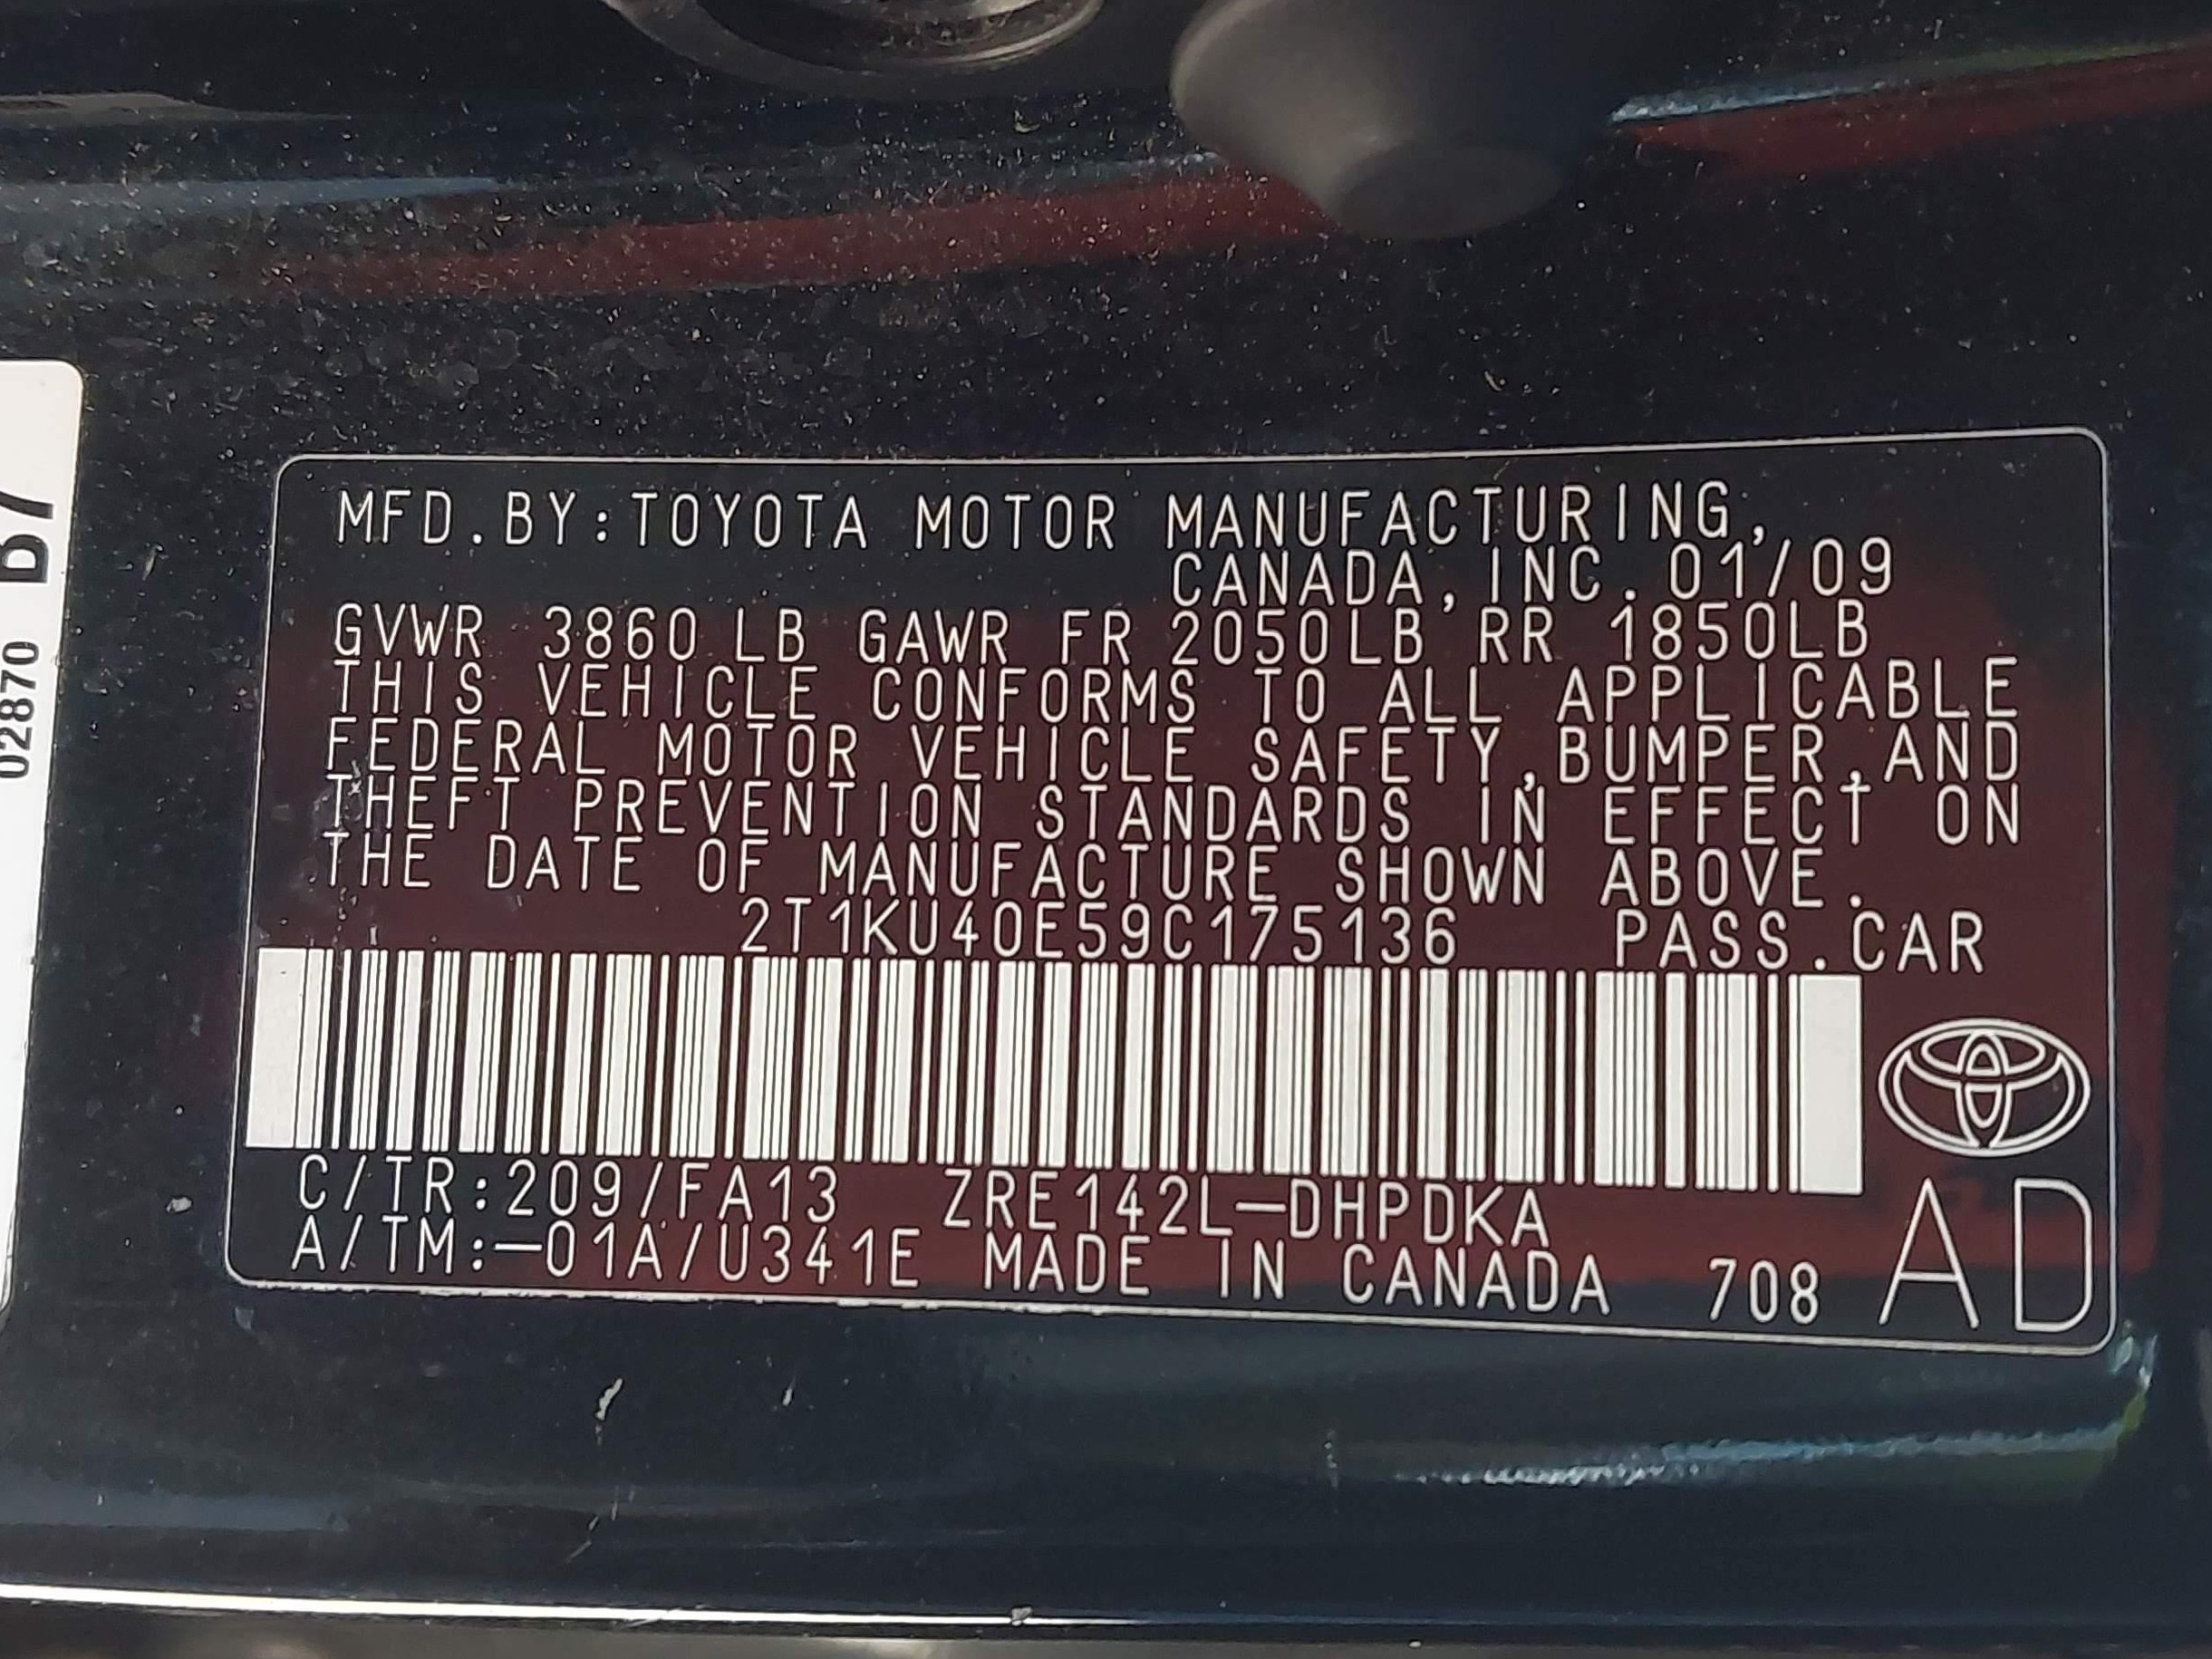 MFD.BY:TOYOTA MOTOR MANUFACTURING,
CANADA,INC.01/09
GVWR 3860 LB GAWR FR 2050LB RR 1850LB
THIS VEHICLE CONFORMS TO ALL APPLICABLE
FEDERAL MOTOR VEHICLE SAFETY,BUMPER,AND
THEFT PREVENTION STANDARDS IN EFFECT ON
THE DATE OF MANUFACTURE SHOWN ABOVE.
2T1KU40E59C175136 PASS.CAR
C/TR:209/FA13 ZRE142L-DHPDKA
A/TM:-01A/U341E MADE IN CANADA 708 AD
02870